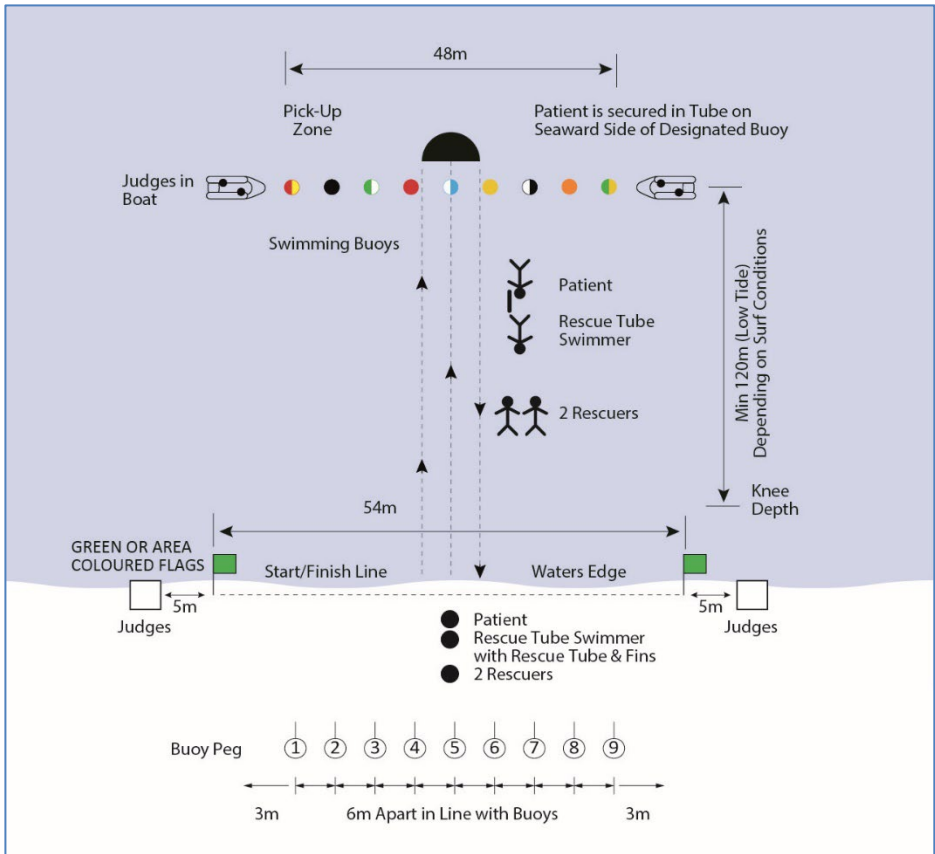 48m
Pick-Up
Zone
Patient is secured in Tube on
Seaward Side of Designated Buoy
Judges in
Boat
Swimming Buoys
Patient
Rescue Tube
Swimmer
2 Rescuers
Min 120m (Low Tide)
Depending on Surf Conditions
Knee
Depth
54m
GREEN OR AREA
COLOURED FLAGS
Start/Finish Line
Waters Edge
5m
5m
Judges
Judges
Patient
Rescue Tube Swimmer
with Rescue Tube & Fins
2 Rescuers
Buoy Peg
1 2 3 4 5 6 7 8 9
3m
6m Apart in Line with Buoys
3m